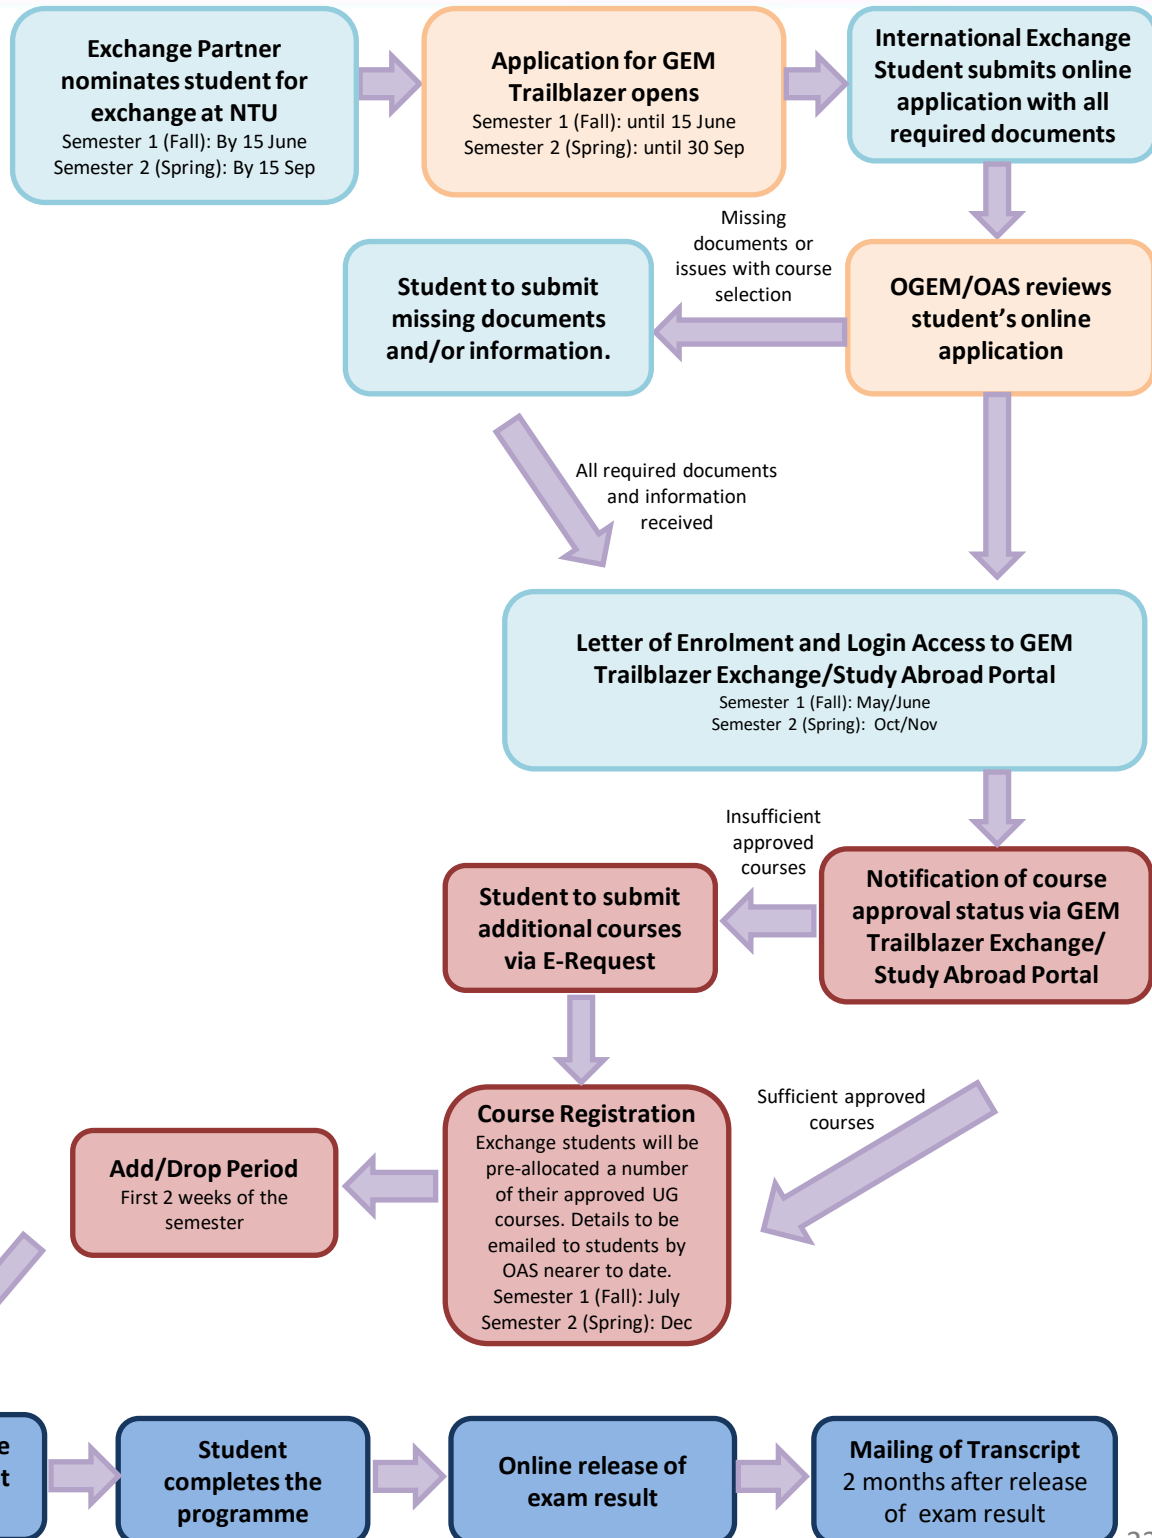 Exchange Partner
nominates student for
exchange at NTU
Semester 1 (Fall): By 15 June
Semester 2 (Spring): By 15 Sep
Application for GEM
Trailblazer opens
Semester 1 (Fall): until 15 June
Semester 2 (Spring): until 30 Sep
International Exchange
Student submits online
application with all
required documents
Missing
documents or
issues with course
selection
Student to submit
missing documents
and/or information.
OGEM/OAS reviews
student’s online
application
All required documents
and information
received
Letter of Enrolment and Login Access to GEM
Trailblazer Exchange/Study Abroad Portal
Semester 1 (Fall): May/June
Semester 2 (Spring): Oct/Nov
Insufficient
approved
courses
Student to submit
additional courses
via E-Request
Notification of course
approval status via GEM
Trailblazer Exchange/
Study Abroad Portal
Sufficient approved
courses
Course Registration
Exchange students will be
pre-allocated a number
of their approved UG
courses. Details to be
emailed to students by
OAS nearer to date.
Semester 1 (Fall): July
Semester 2 (Spring): Dec
Add/Drop Period
First 2 weeks of the
semester
Student
completes the
programme
Online release of
exam result
Mailing of Transcript
2 months after release
of exam result